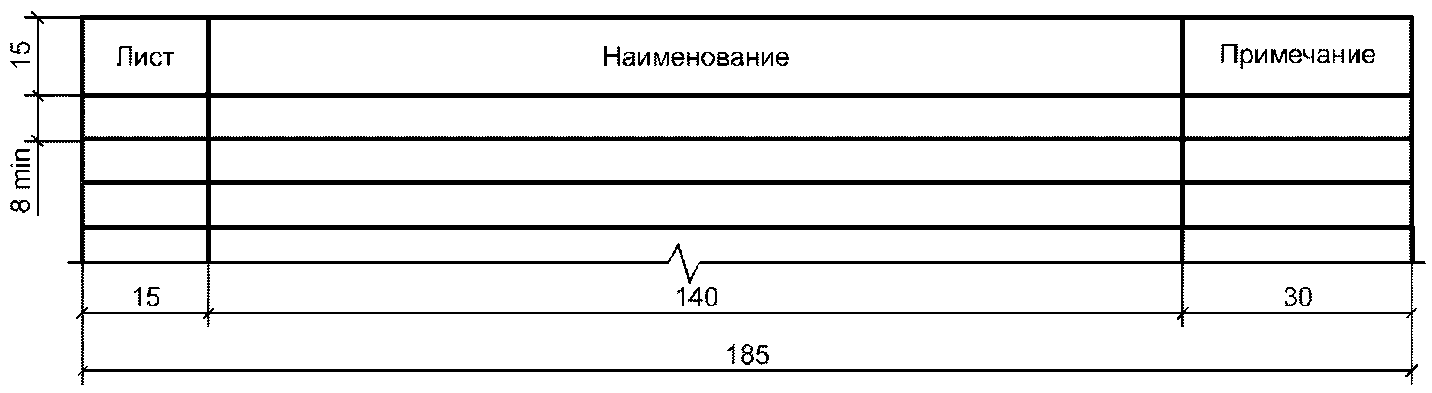 15
Лист
Наименование
Примечание
8 min
15
140
30
185